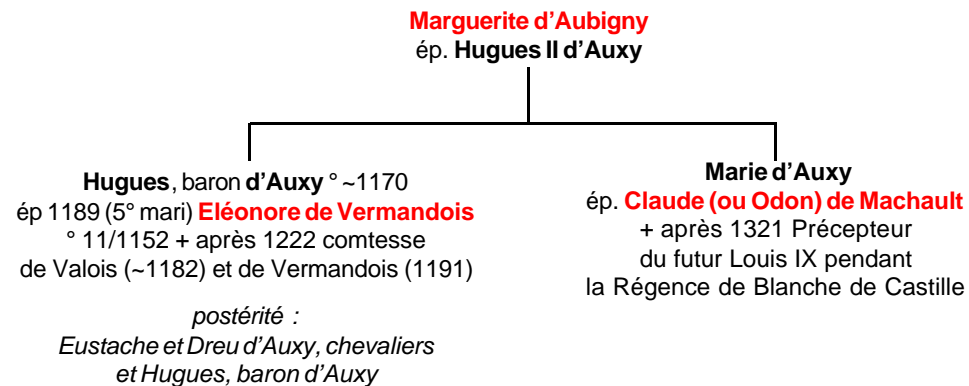 Marguerite d’Aubigny
ép. Hugues II d’Auxy
Hugues, baron d’Auxy ° ~1170
ép 1189 (5° mari) Eléonore de Vermandois
° 11/1152 + après 1222 comtesse
de Valois (~1182) et de Vermandois (1191)
postérité :
Eustache et Dreu d’Auxy, chevaliers
et Hugues, baron d’Auxy
Marie d’Auxy
ép. Claude (ou Odon) de Machault
+ après 1321 Précepteur
du futur Louis IX pendant
la Régence de Blanche de Castille